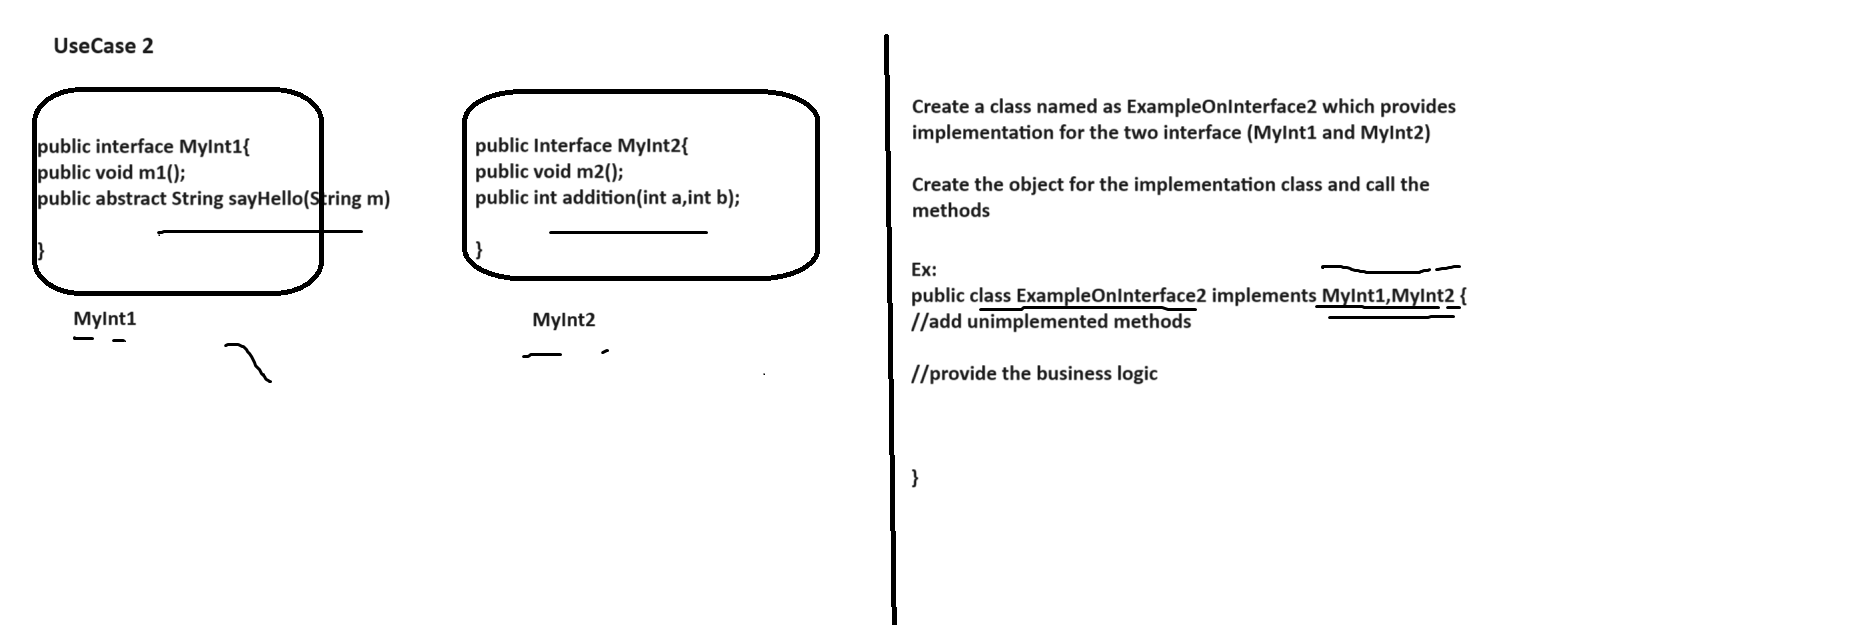 UseCase 2
public interface MyInt1{
public void m1();
public abstract String sayHello(String m)
}
MyInt1
public Interface MyInt2{
public void m2();
public int addition(int a,int b);
}
MyInt2
Create a class named as ExampleOnInterface2 which provides
implementation for the two interface (MyInt1 and MyInt2)
Create the object for the implementation class and call the
methods
Ex:
public class ExampleOnInterface2 implements MyInt1,MyInt2 {
//add unimplemented methods
//provide the business logic
}